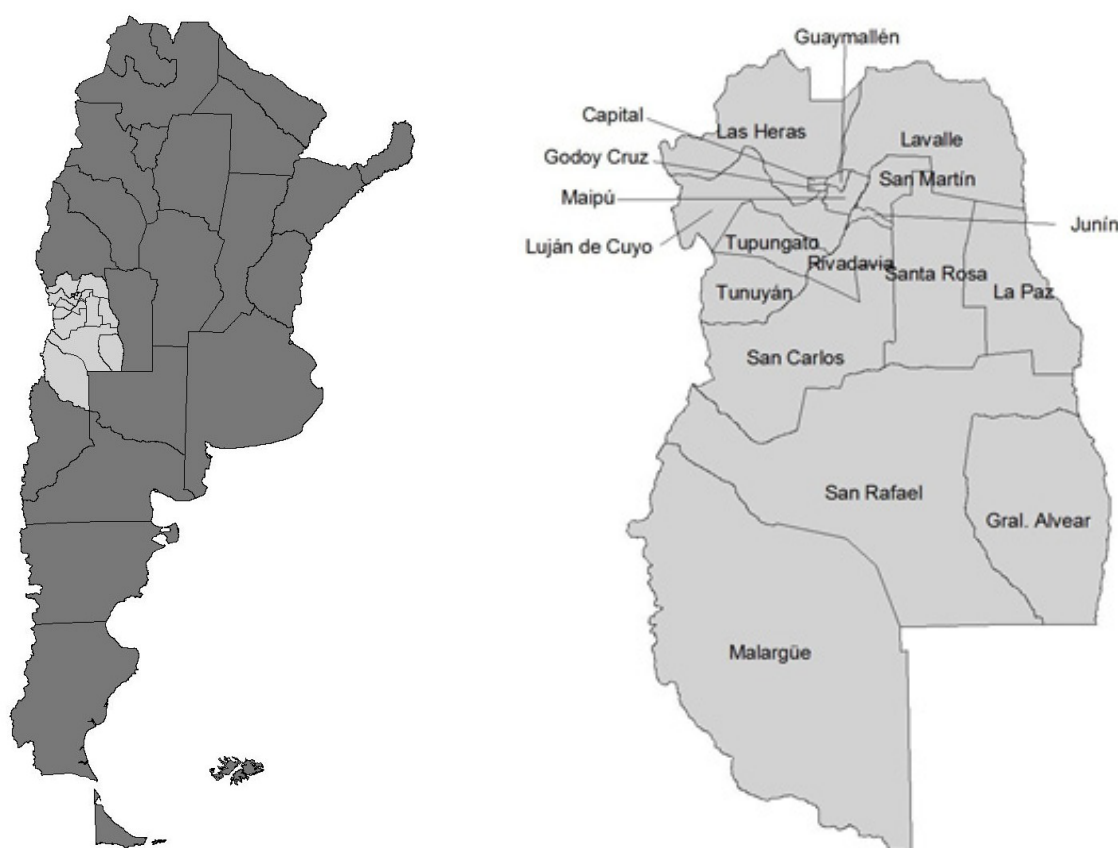 Guaymallén
Capital
Las Heras
Lavalle
Godoy Cruz
San Martín
Maipú
Junín
Luján de Cuyo
Tupungato
Rivadavia
Santa Rosa
Tunuyán
La Paz
San Carlos
San Rafael
Gral. Alvear
Malargüe